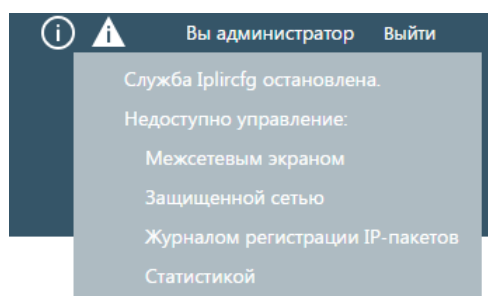 Вы администратор Выйти
Служба Iplircfg остановлена.
Недоступно управление:
Межсетевым экраном
Защищенной сетью
Журналом регистрации IP-пакетов
Статистикой